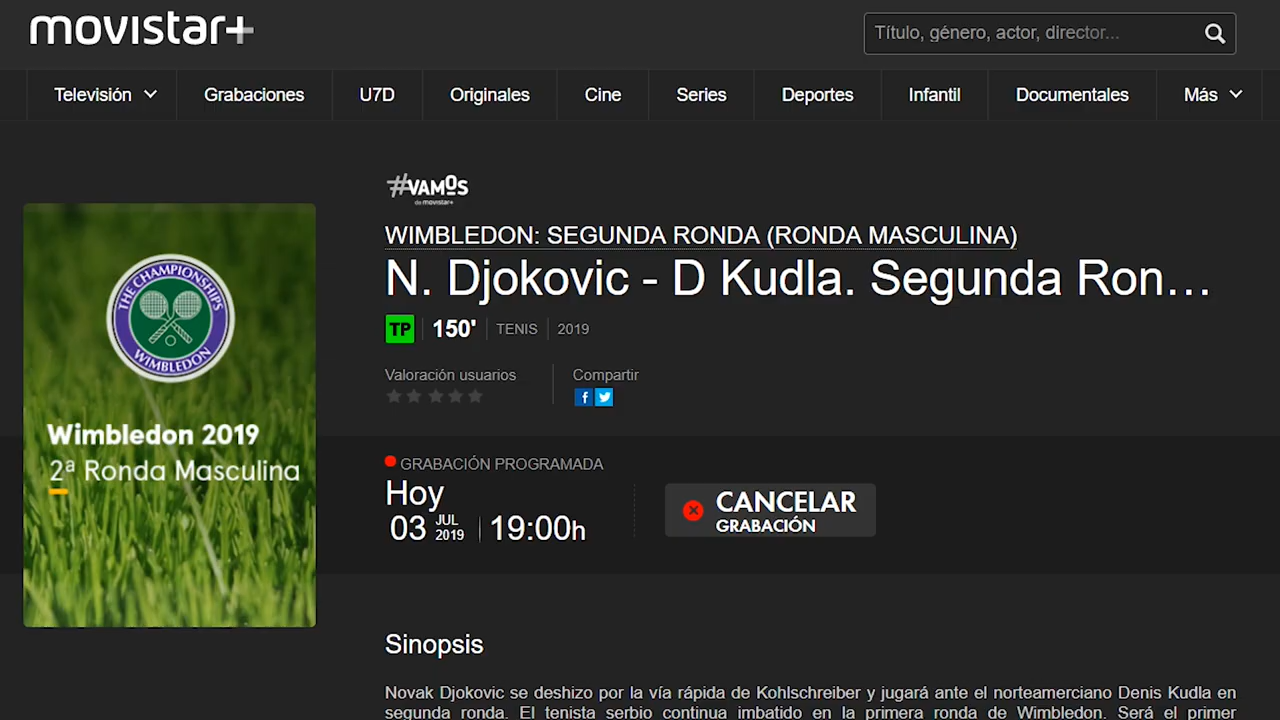 movistar+
Título, género, actor, director...
Televisión
Grabaciones
U7D
Originales
Cine
Series
Deportes
Infantil
Documentales
Más
#VAMOS
de movistar+
WIMBLEDON: SEGUNDA RONDA (RONDA MASCULINA)
N. Djokovic - D Kudla. Segunda Ron...
TP
150'
TENIS
2019
Valoración usuarios
Compartir
THE CHAMPIONSHIPS
WIMBLEDON
Wimbledon 2019
2ª Ronda Masculina
GRABACIÓN PROGRAMADA
Hoy
03 JUL 2019
19:00h
CANCELAR
GRABACIÓN
Sinopsis
Novak Djokovic se deshizo por la vía rápida de Kohlschreiber y jugará ante el norteamerciano Denis Kudla en
segunda ronda. El tenista serbio continua imbatido en la primera ronda de Wimbledon. Será el primer